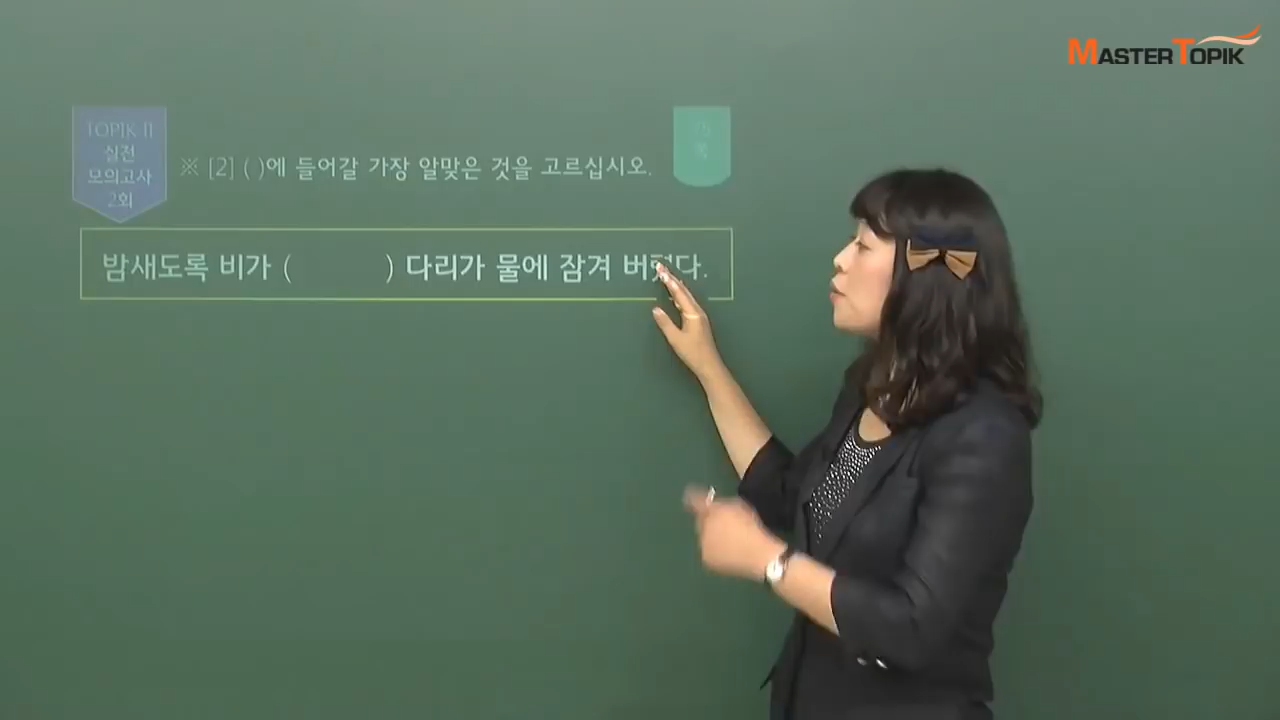 MASTER TOPIK
TOPIK II
실전
모의고사
2회
※ [2] ( )에 들어갈 가장 알맞은 것을 고르십시오.
밤새도록 비가 (          ) 다리가 물에 잠겨 버렸다.